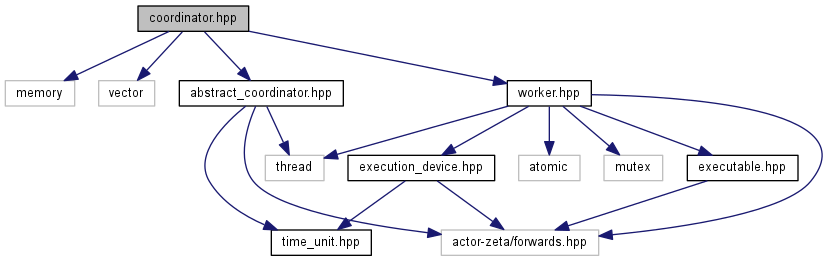 coordinator.hpp
memory
vector
abstract_coordinator.hpp
worker.hpp
thread
execution_device.hpp
atomic
mutex
executable.hpp
time_unit.hpp
actor-zeta/forwards.hpp